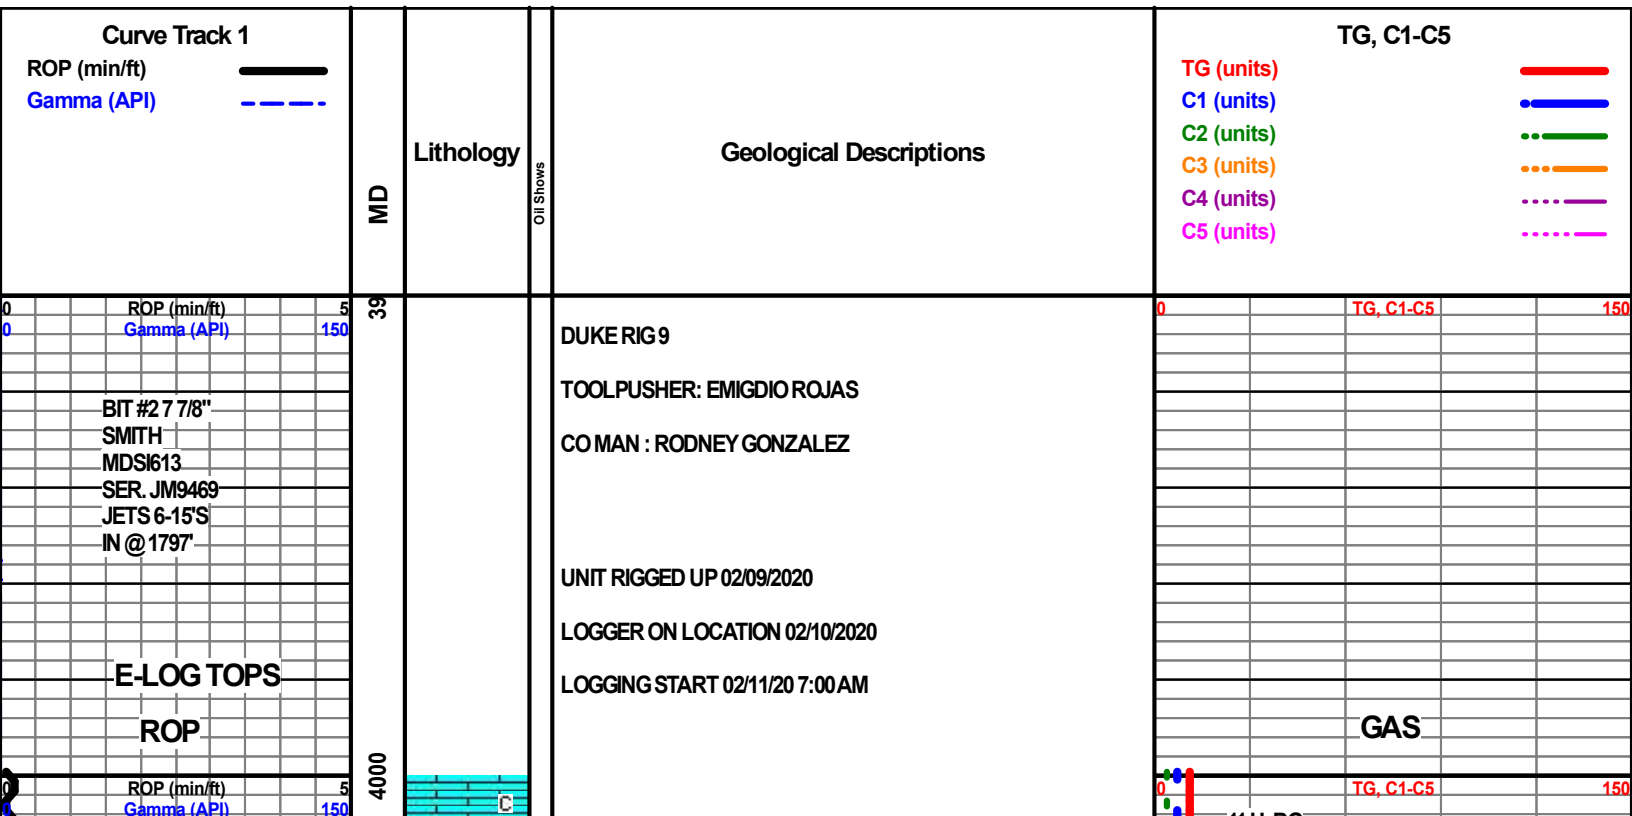 Curve Track 1
ROP (min/ft)
Gamma (API)
MD
Lithology
Oil Shows
Geological Descriptions
TG, C1-C5
TG (units)
C1 (units)
C2 (units)
C3 (units)
C4 (units)
C5 (units)
0 ROP (min/ft) 5
0 Gamma (API) 150
39
0 TG, C1-C5 150
BIT #2 7 7/8"
SMITH
MDSI613
SER. JM9469
JETS 6-15'S
IN @ 1797'
E-LOG TOPS
ROP
DUKE RIG 9
TOOLPUSHER: EMIGDIO ROJAS
CO MAN : RODNEY GONZALEZ
UNIT RIGGED UP 02/09/2020
LOGGER ON LOCATION 02/10/2020
LOGGING START 02/11/20 7:00 AM
GAS
4000
0 ROP (min/ft) 5
Gamma (API) 150
C
0 TG, C1-C5 150